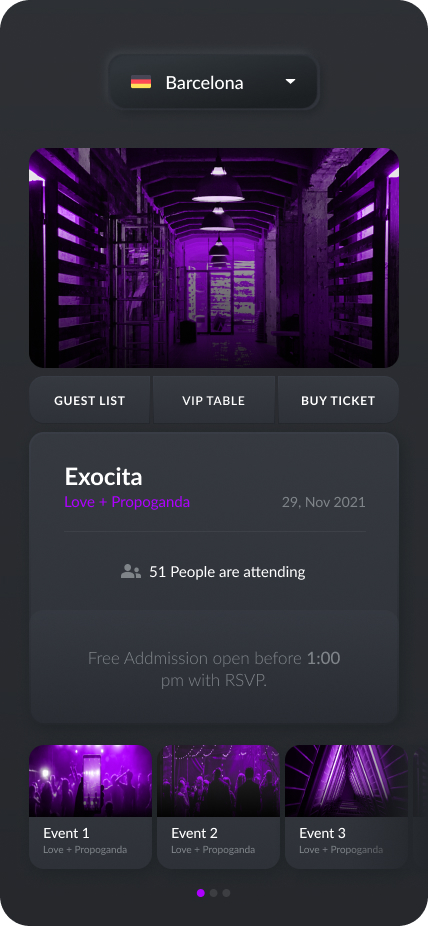 Barcelona
GUEST LIST VIP TABLE BUY TICKET
Exocita
Love + Propoganda 29, Nov 2021
51 People are attending
Free Addmission open before 1:00
pm with RSVP.
Event 1 Event 2 Event 3
Love + Propoganda Love + Propoganda Love + Propoganda